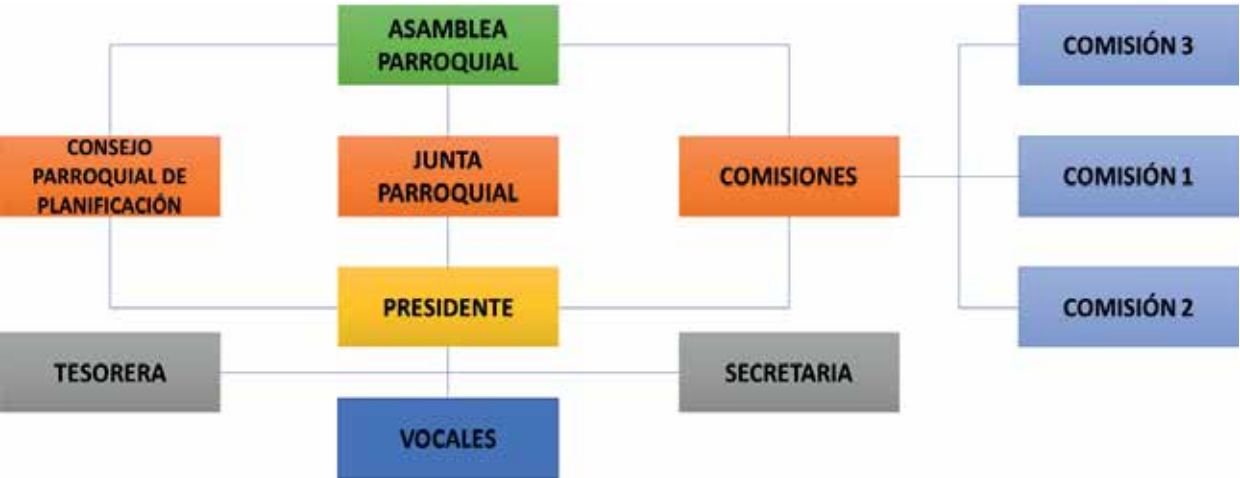 ASAMBLEA
PARROQUIAL
COMISIÓN 3
CONSEJO
PARROQUIAL DE
PLANIFICACIÓN
JUNTA
PARROQUIAL
COMISIONES
COMISIÓN 1
PRESIDENTE
COMISIÓN 2
TESORERA
SECRETARIA
VOCALES